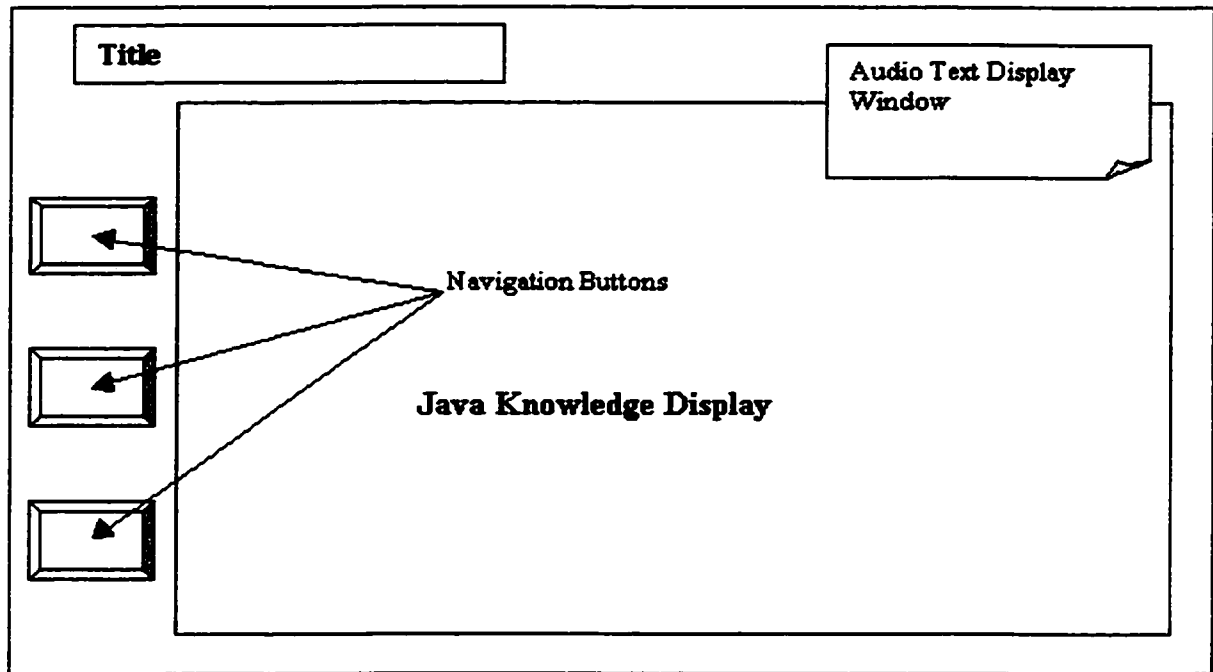 Title
Audio Text Display
Window
Navigation Buttons
Java Knowledge Display